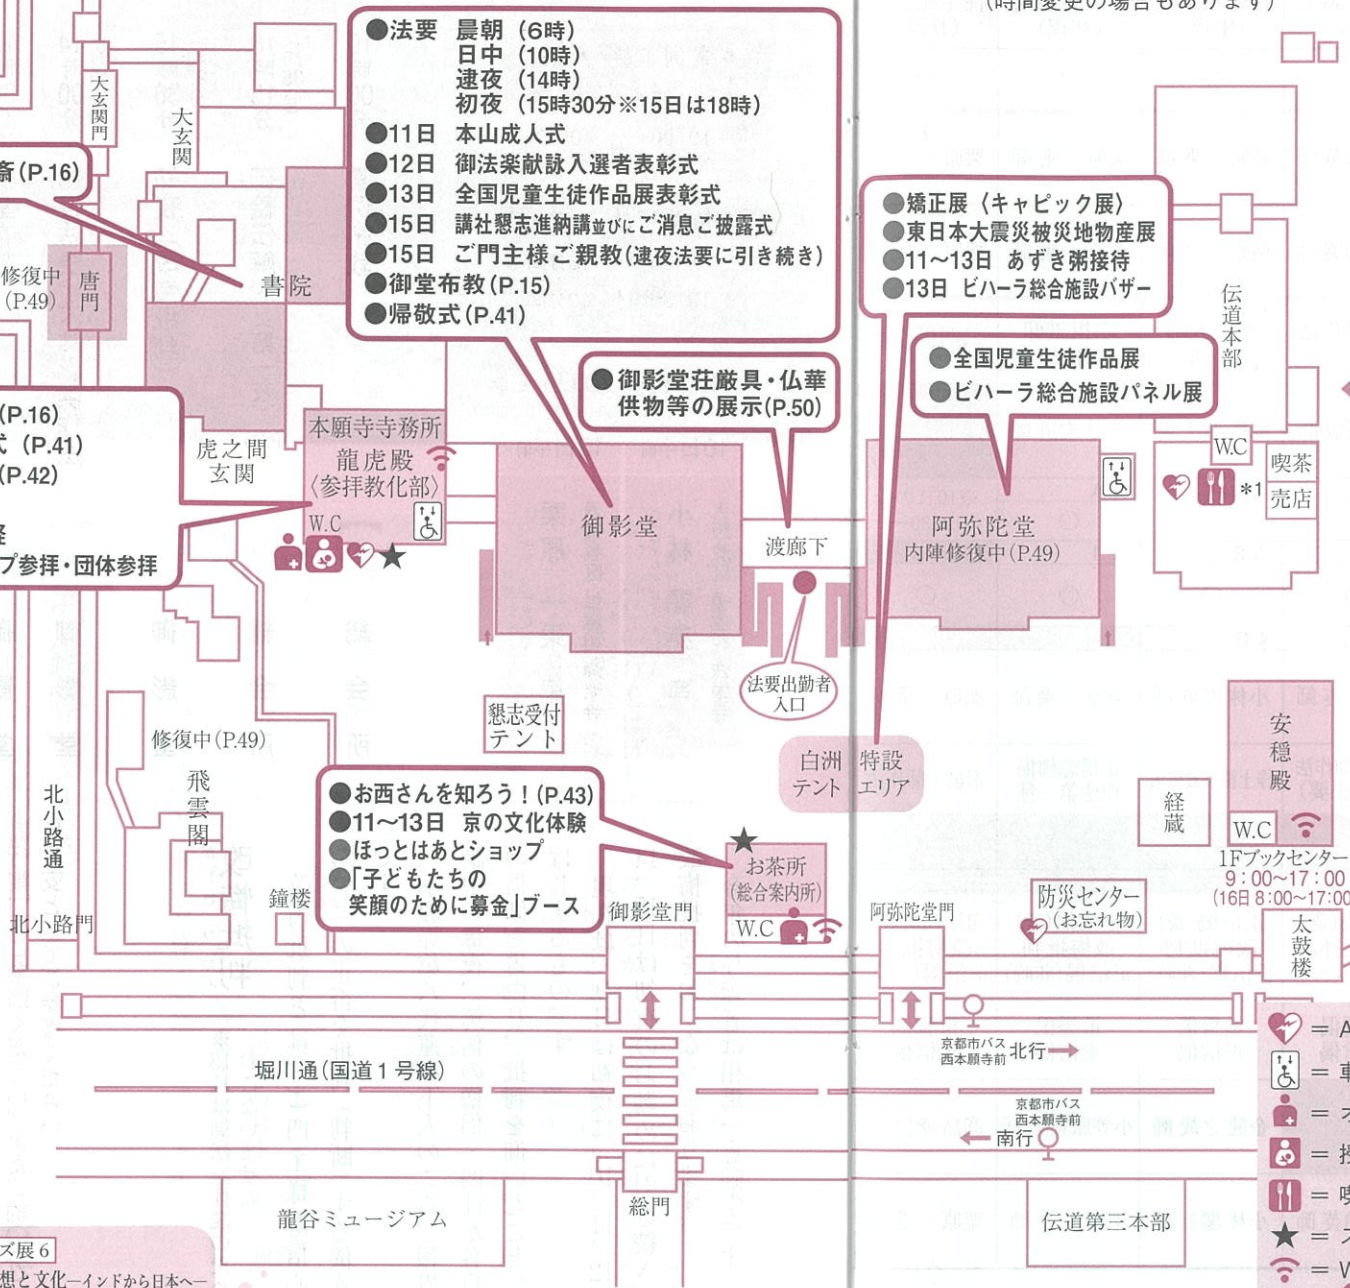 (時間変更の場合もあります)
●法要 晨朝 (6時)
日中 (10時)
逮夜 (14時)
初夜 (15時30分※15日は18時)
●11日 本山成人式
●12日 御法楽献詠入選者表彰式
●13日 全国児童生徒作品展表彰式
●15日 講社懇志進納講並びにご消息ご披露式
●15日 ご門主様ご親教(逮夜法要に引き続き)
●御堂布教(P.15)
●帰敬式(P.41)
大玄関門
大玄関
斎(P.16)
修復中
(P.49)
唐門
書院
●矯正展〈キャピック展〉
●東日本大震災被災地物産展
●11〜13日 あずき粥接待
●13日 ビハーラ総合施設バザー
●御影堂荘厳具・仏華
供物等の展示(P.50)
●全国児童生徒作品展
●ビハーラ総合施設パネル展
伝道本部
(P.16)
式(P.41)
(P.42)
経
プ参拝・団体参拝
虎之間
玄関
本願寺寺務所
龍虎殿
〈参拝教化部〉
W.C
御影堂
渡廊下
阿弥陀堂
内陣修復中(P.49)
W.C
喫茶
売店
*1
法要出勤者
入口
懇志受付
テント
白洲 特設
テント エリア
修復中(P.49)
飛雲閣
北小路通
北小路門
鐘楼
●お西さんを知ろう!(P.43)
●11〜13日 京の文化体験
●ほっとはあとショップ
●「子どもたちの
笑顔のために募金」ブース
お茶所
(総合案内所)
W.C
御影堂門
阿弥陀堂門
経蔵
安穏殿
W.C
1Fブックセンター
9:00〜17:00
(16日 8:00〜17:00
防災センター
(お忘れ物)
太鼓楼
京都市バス
西本願寺前 北行→
堀川通(国道1号線)
京都市バス
西本願寺前
←南行
総門
龍谷ミュージアム
伝道第三本部
ズ展6
想と文化―インドから日本へ―
= A
= 車
= オ
= 授
= 喫
★ = ス
= W